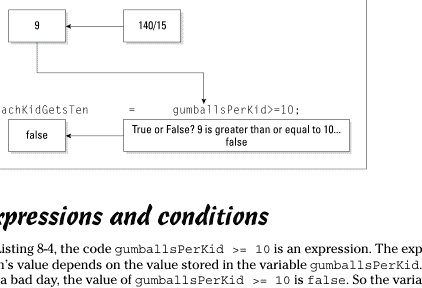 9 140/15
achKidGetsTen = gumballsPerKid>=10;
false True or False? 9 is greater than or equal to 10...
false
xpressions and conditions
isting 8-4, the code gumballsPerKid >= 10 is an expression. The exp
n's value depends on the value stored in the variable gumballsPerKid.
a bad day, the value of gumballsPerKid >= 10 is false. So the varia